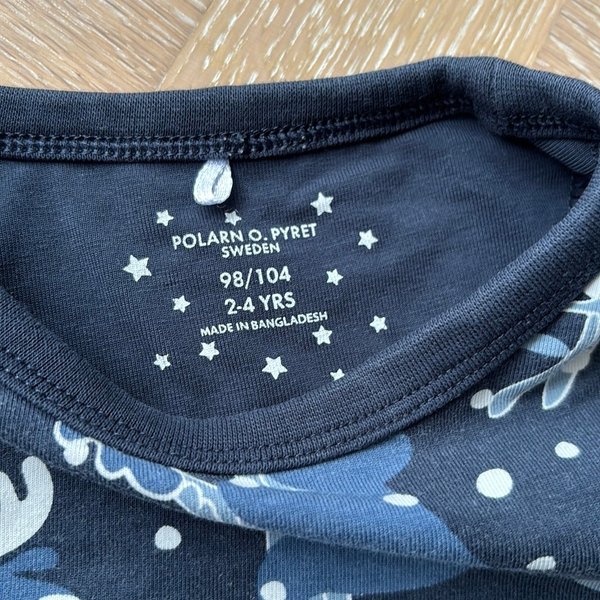 POLARN O. PYRET
SWEDEN
98/104
2-4 YRS
MADE IN BANGLADESH